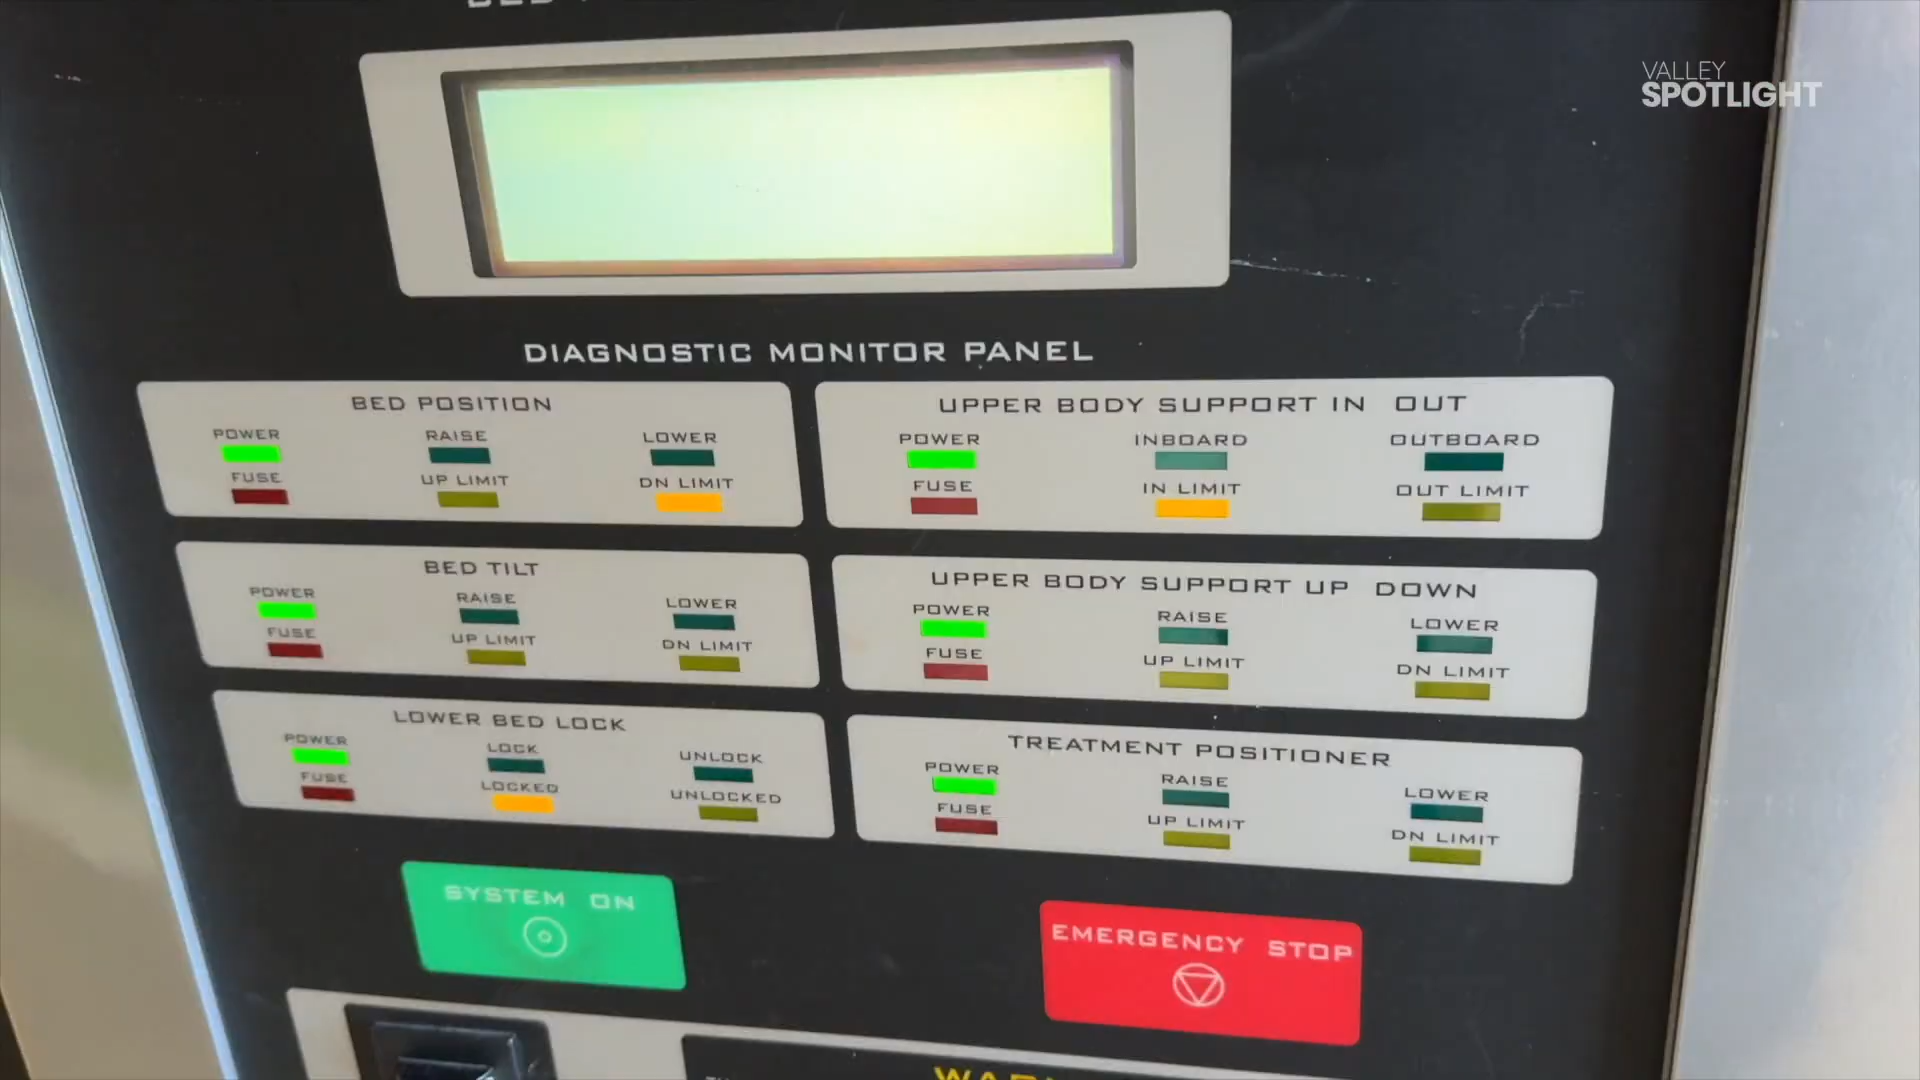 VALLEY
SPOTLIGHT
DIAGNOSTIC MONITOR PANEL
BED POSITION
POWER RAISE LOWER
FUSE UP LIMIT DN LIMIT
UPPER BODY SUPPORT IN OUT
POWER INBOARD OUTBOARD
FUSE IN LIMIT OUT LIMIT
BED TILT
POWER RAISE LOWER
FUSE UP LIMIT DN LIMIT
UPPER BODY SUPPORT UP DOWN
POWER RAISE LOWER
FUSE UP LIMIT DN LIMIT
LOWER BED LOCK
POWER LOCK UNLOCK
FUSE LOCKED UNLOCKED
TREATMENT POSITIONER
POWER RAISE LOWER
FUSE UP LIMIT DN LIMIT
SYSTEM ON
EMERGENCY STOP